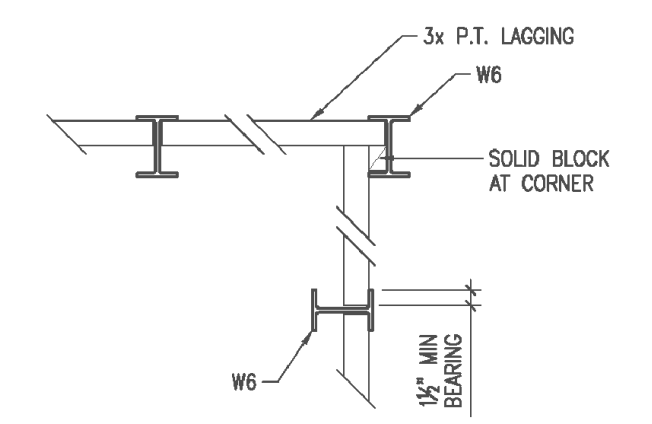 3x P.T. LAGGING
W6
SOLID BLOCK
AT CORNER
1½" MIN
BEARING
W6